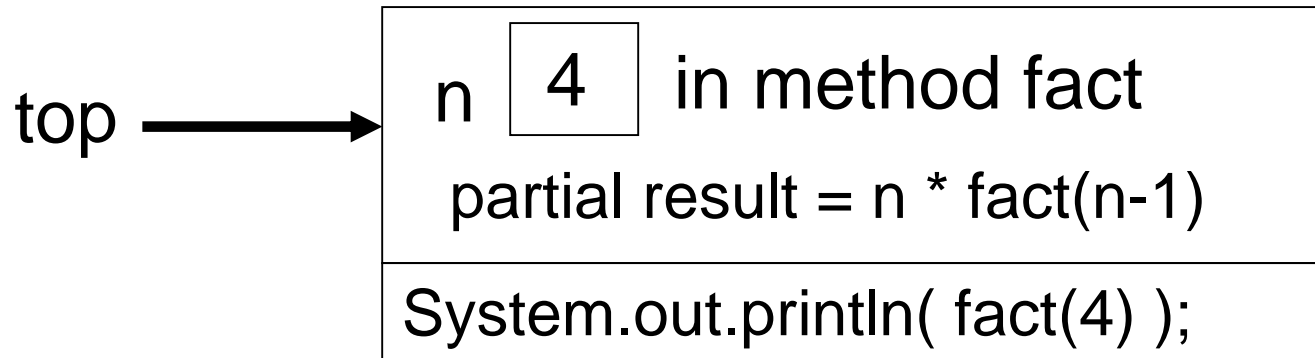 top
n 4 in method fact
partial result = n * fact(n-1)
System.out.println( fact(4) );